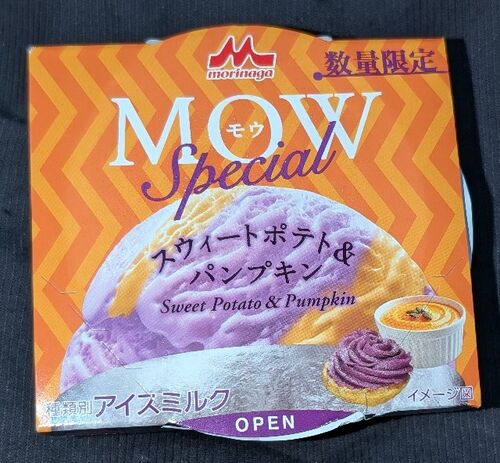 morinaga
数量限定
MOW
モウ
Special
スウィートポテト&
パンプキン
Sweet Potato & Pumpkin
種類別 アイスミルク
イメージ図
OPEN